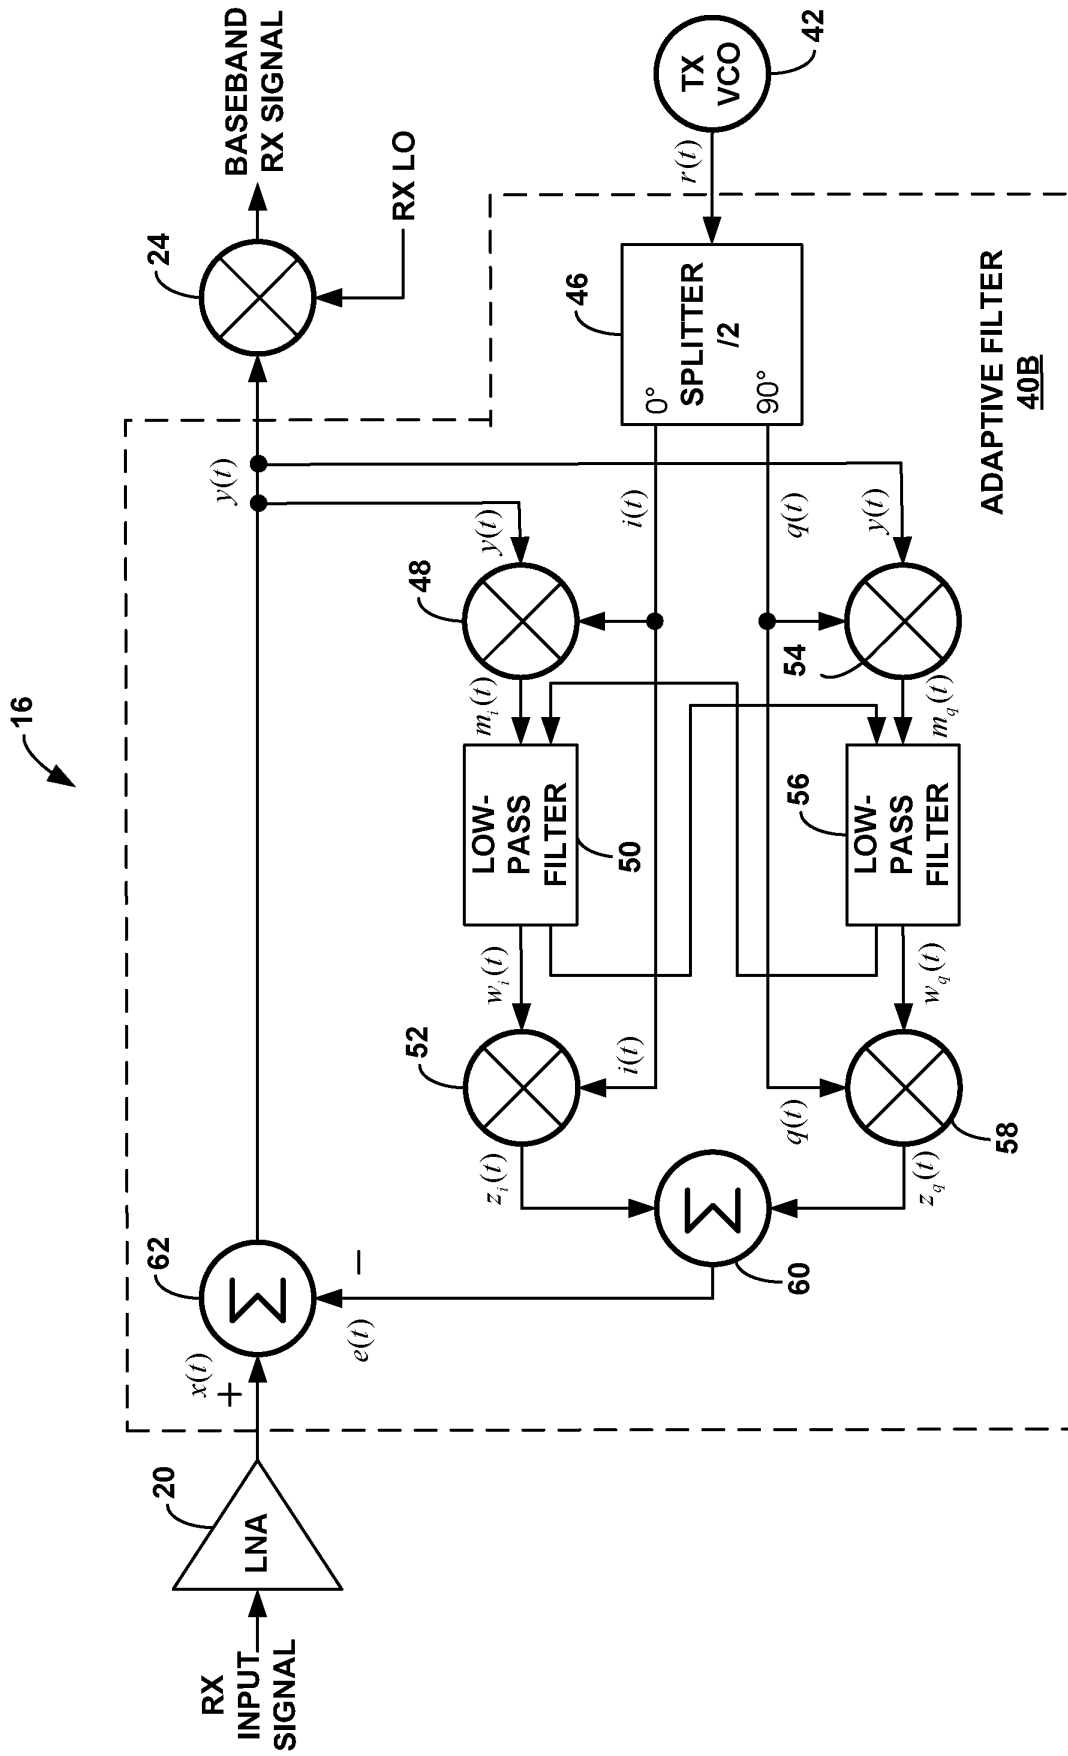 16
RX
INPUT
SIGNAL
20
LNA
x(t)
+
62
Σ
e(t)
−
y(t)
24
BASEBAND
RX SIGNAL
RX LO
z_i(t)
52
w_i(t)
LOW-
PASS
FILTER
50
m_i(t)
48
y(t)
i(t)
i(t)
60
Σ
q(t)
q(t)
0°
90°
SPLITTER
/2
46
r(t)
TX
VCO
42
z_q(t)
58
w_q(t)
LOW-
PASS
FILTER
56
m_q(t)
54
y(t)
ADAPTIVE FILTER
40B